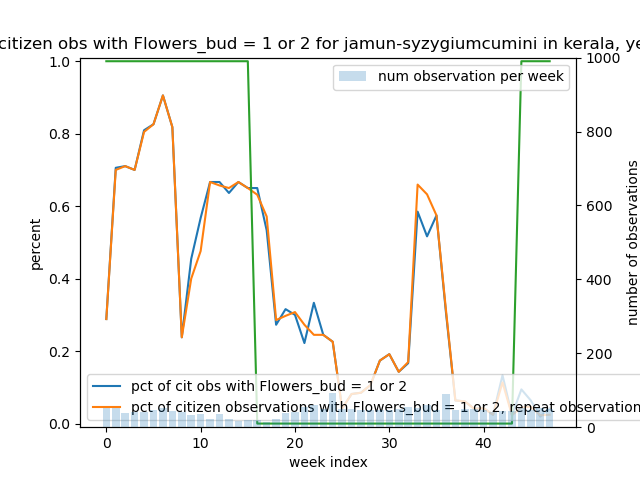 citizen obs with Flowers_bud = 1 or 2 for jamun-syzygiumcumini in kerala, ye
num observation per week
1.0
0.8
0.6
0.4
0.2
0.0
percent
1000
800
600
400
200
0
number of observations
pct of cit obs with Flowers_bud = 1 or 2
pct of citizen observations with Flowers_bud = 1 or 2, repeat observation
0 10 20 30 40
week index